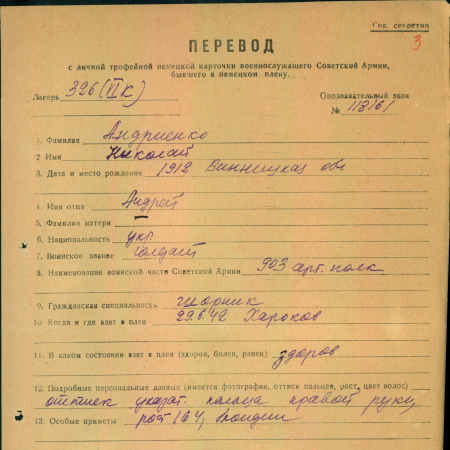 Сов. секретно
3
ПЕРЕВОД
с личной трофейной немецкой карточки военнослужащего Советской Армии,
бывшего в немецком плену.
Лагерь 326 (VI К)
Опознавательный знак
№ 118161
1. Фамилия Андриенко
2 Имя Николай
3. Дата и место рождения 1912 Винницкая обл
4. Имя отца Андрей
5. Фамилия матери
6. Национальность укр.
7. Воинское звание солдат
8. Наименование воинской части Советской Армии 903 арт. полк
9. Гражданская специальность шорник
10. Когда и где взят в плен 29.6.42 Харьков
11. В каком состоянии взят в плен (здоров, болен, ранен) здоров
12. Подробные персональные данные (имеется фотография, оттиск пальцев, рост, цвет волос)
оттиск указат. пальца правой руки,
13. Особые приметы рост 164, блондин